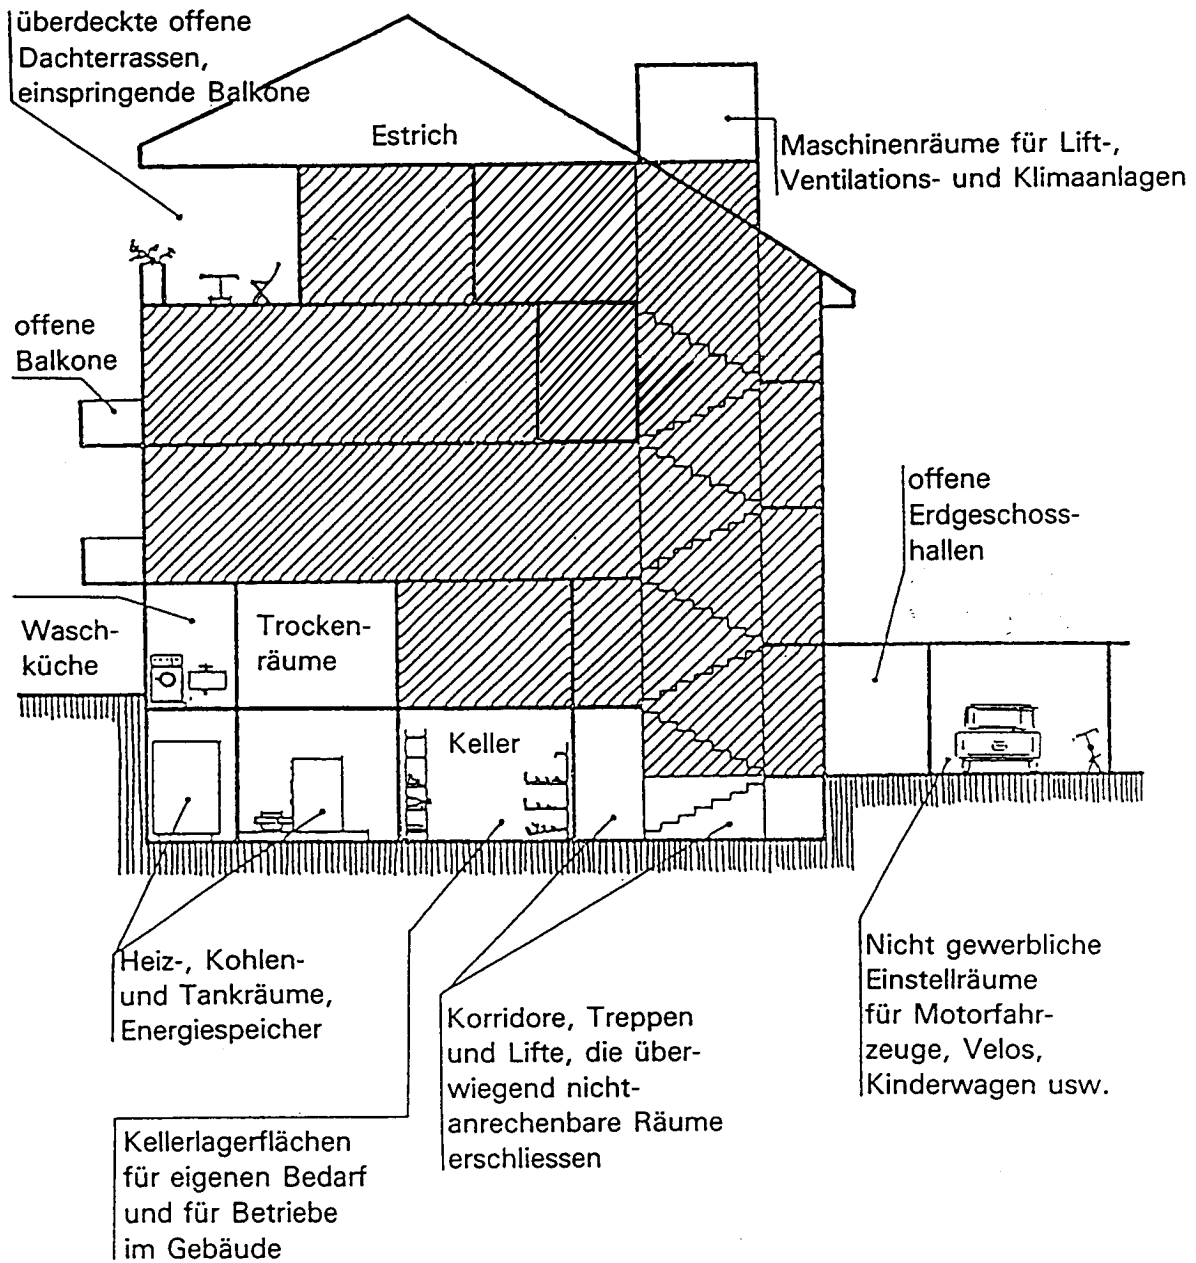 überdeckte offene
Dachterrassen,
einspringende Balkone
Estrich
Maschinenräume für Lift-,
Ventilations- und Klimaanlagen
offene
Balkone
offene
Erdgeschoss-
hallen
Wasch-
küche
Trocken-
räume
Keller
Heiz-, Kohlen-
und Tankräume,
Energiespeicher
Korridore, Treppen
und Lifte, die über-
wiegend nicht-
anrechenbare Räume
erschliessen
Nicht gewerbliche
Einstellräume
für Motorfahr-
zeuge, Velos,
Kinderwagen usw.
Kellerlagerflächen
für eigenen Bedarf
und für Betriebe
im Gebäude